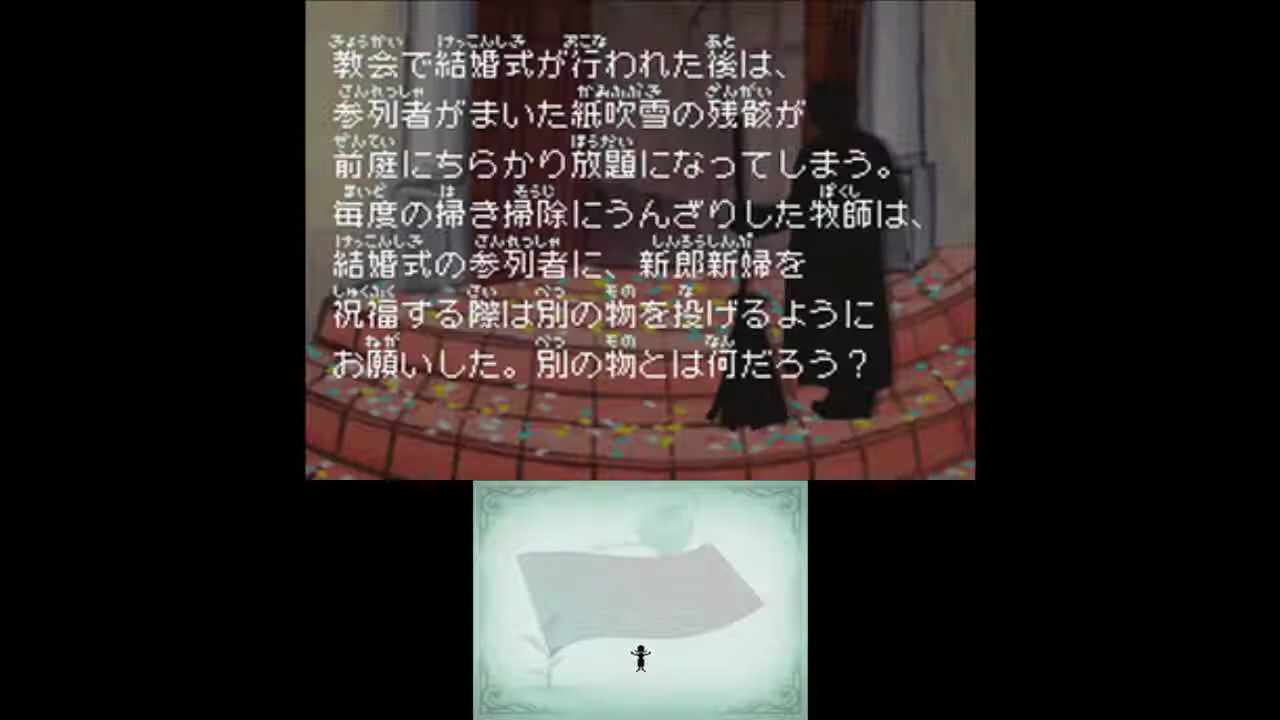 教会で結婚式が行われた後は、
参列者がまいた紙吹雪の残骸が
前庭にちらかり放題になってしまう。
毎度の掃き掃除にうんざりした牧師は、
結婚式の参列者に、新郎新婦を
祝福する際は別の物を投げるように
お願いした。別の物とは何だろう？